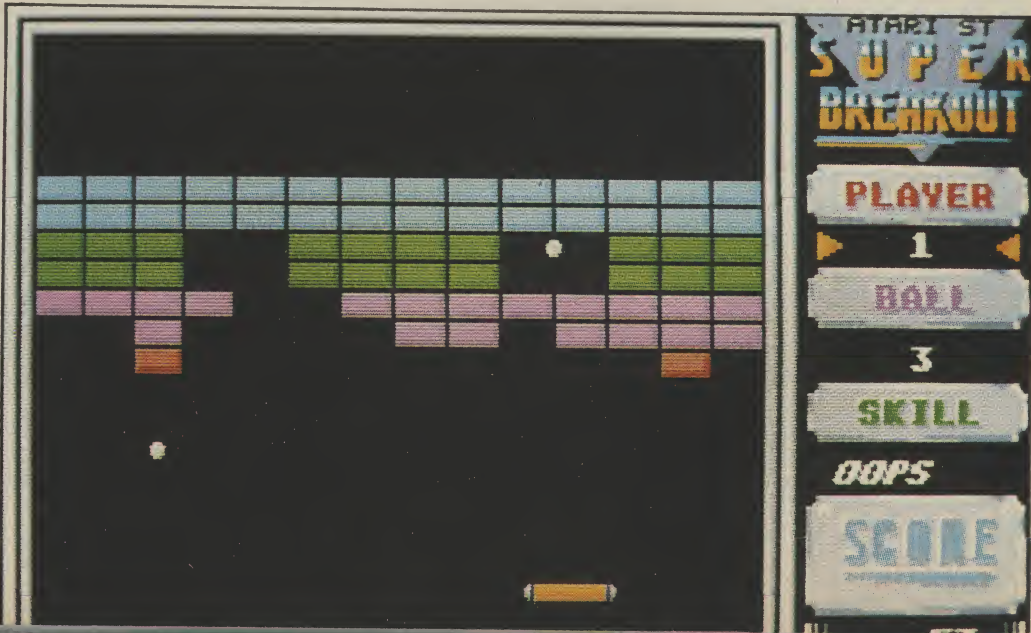 ATARI ST
SUPER
BREAKOUT
PLAYER
1
BALL
3
SKILL
OOPS
SCORE